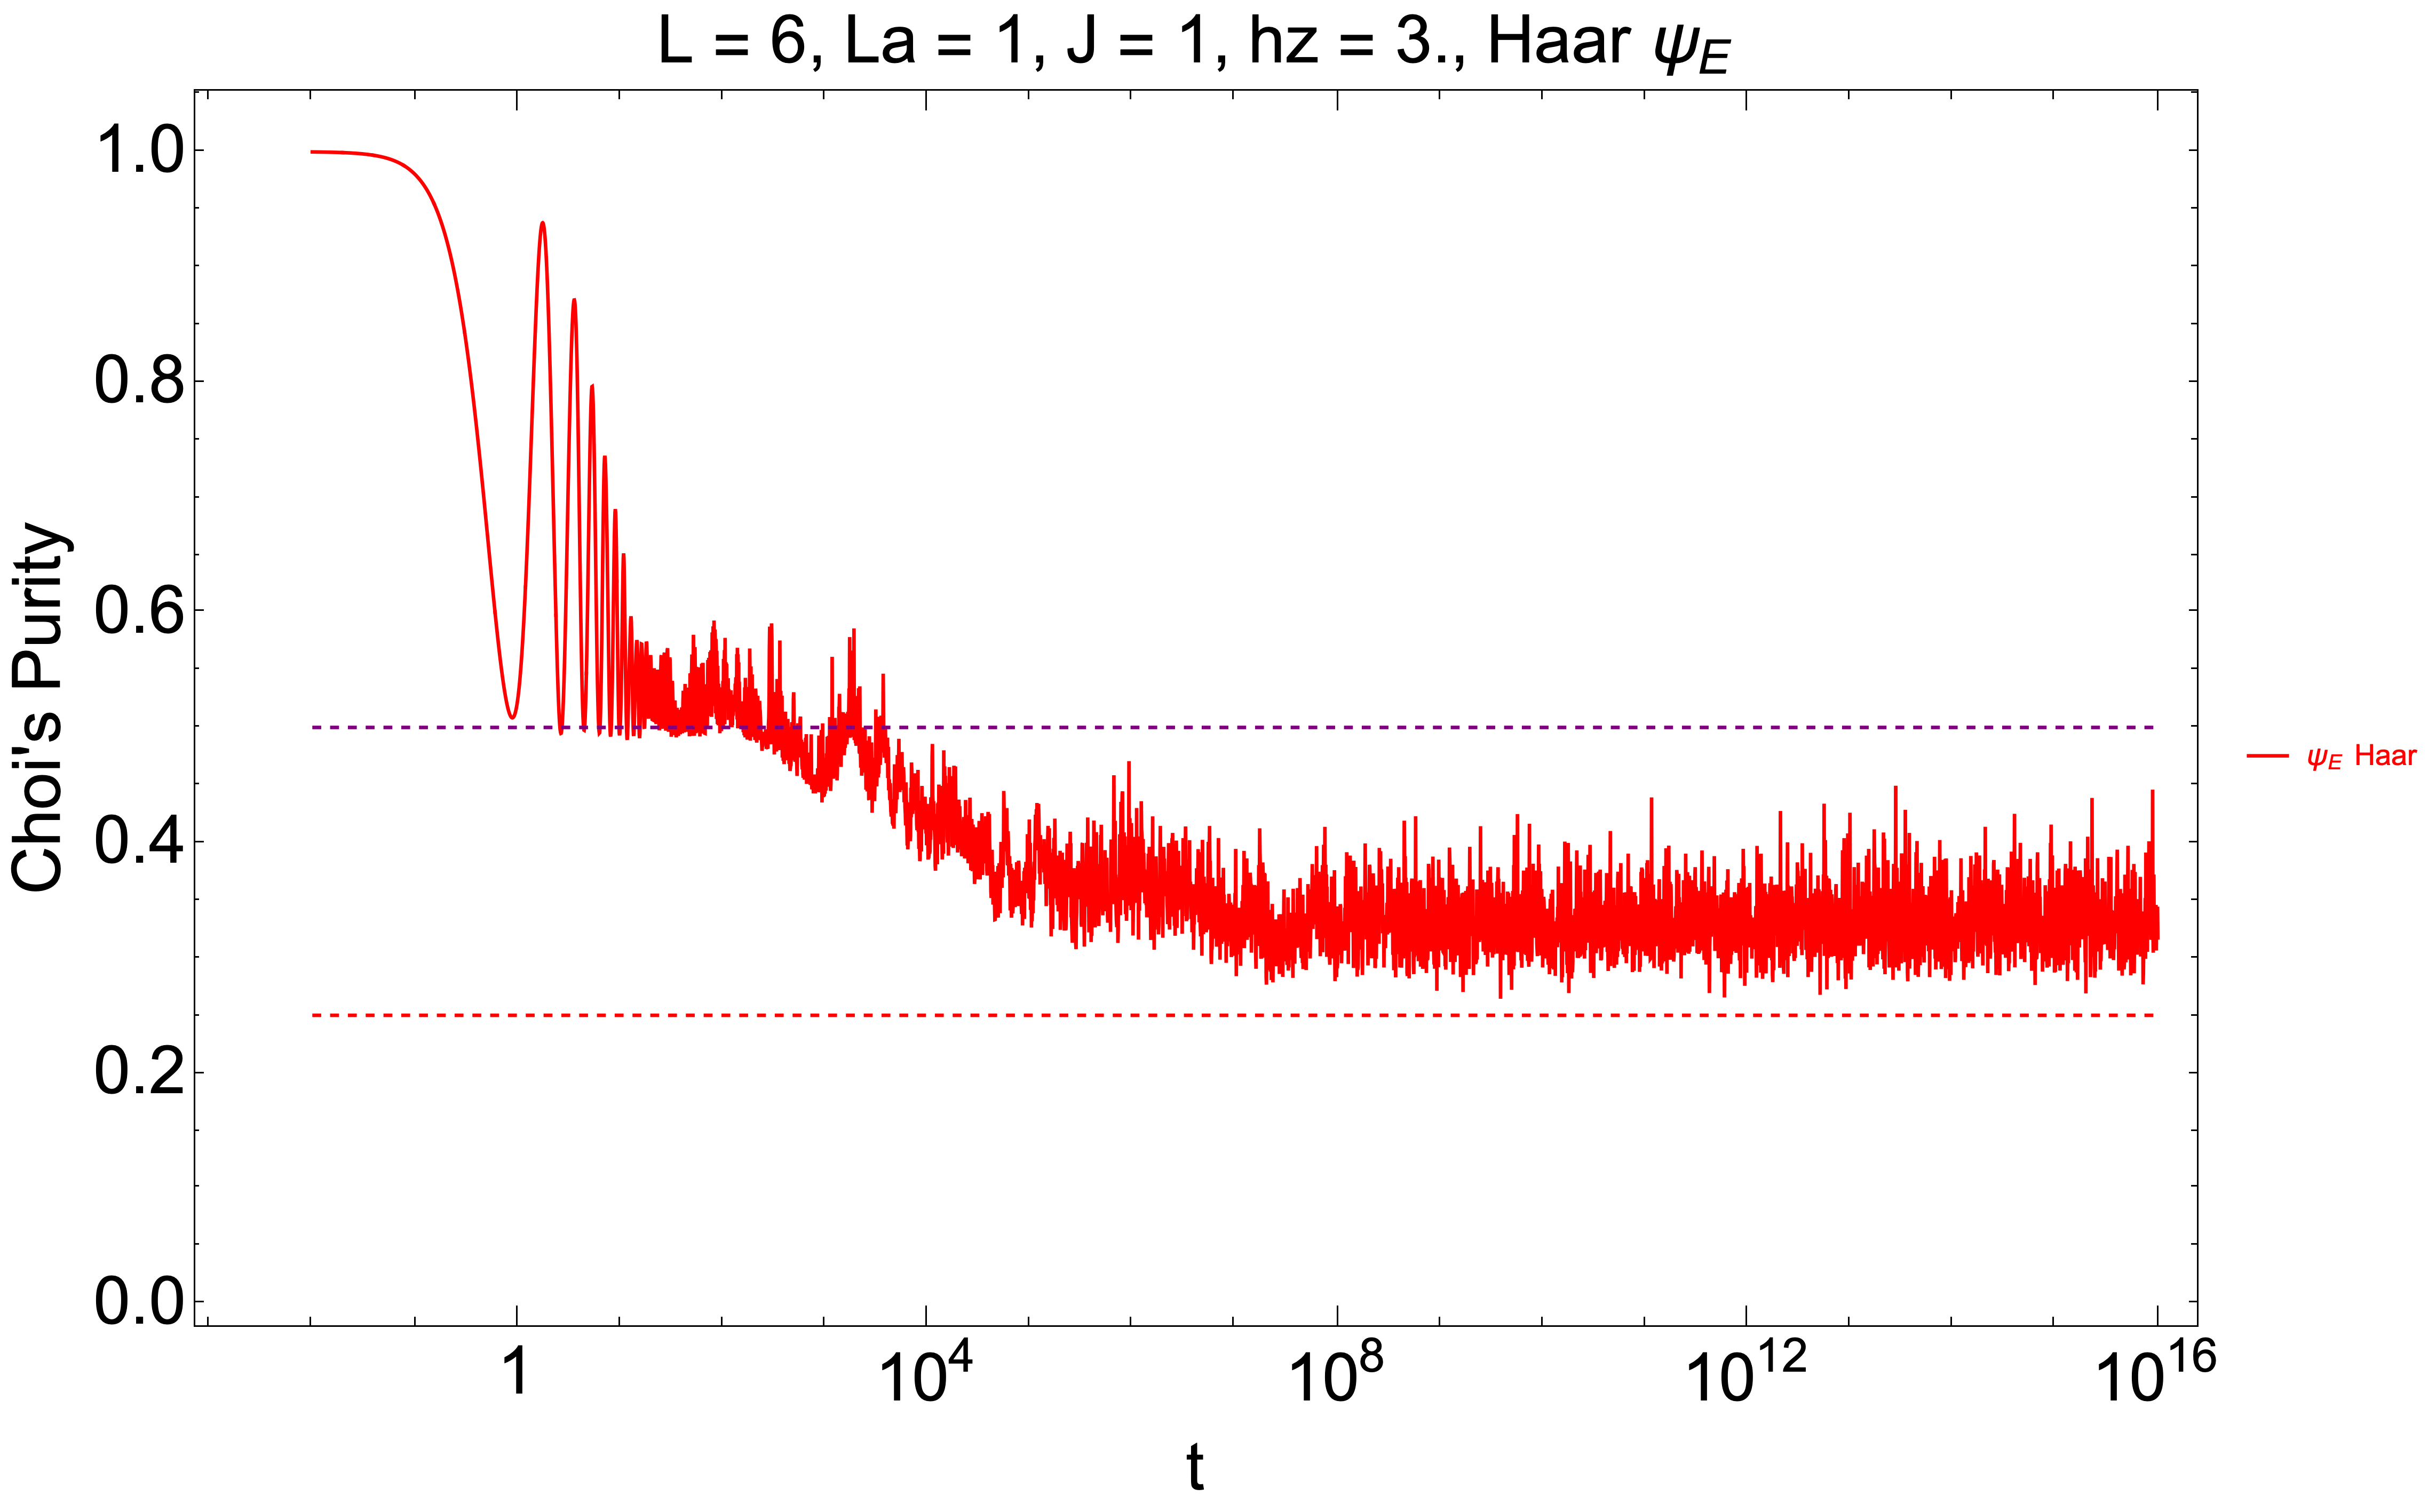 L = 6, La = 1, J = 1, hz = 3., Haar ψE
Choi's Purity
1.0
0.8
0.6
0.4
0.2
0.0
1
10^4
10^8
10^12
10^16
t
ψE Haar